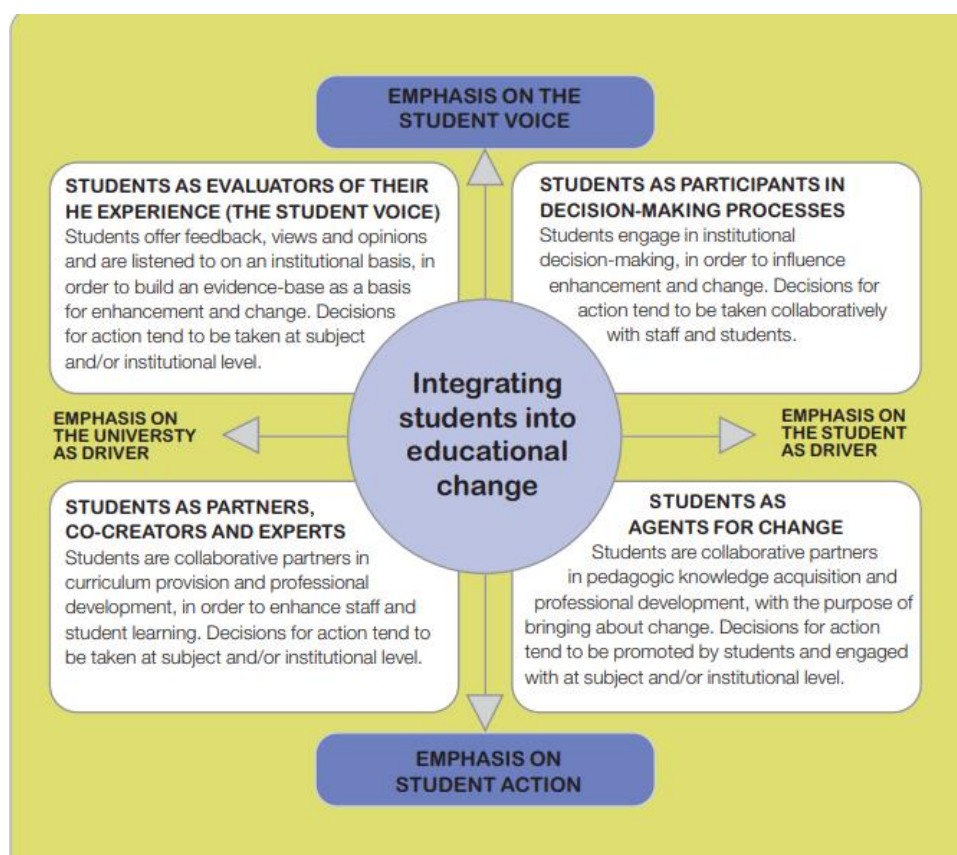 EMPHASIS ON THE
STUDENT VOICE
STUDENTS AS EVALUATORS OF THEIR
HE EXPERIENCE (THE STUDENT VOICE)
Students offer feedback, views and opinions
and are listened to on an institutional basis, in
order to build an evidence-base as a basis
for enhancement and change. Decisions
for action tend to be taken at subject
and/or institutional level.
STUDENTS AS PARTICIPANTS IN
DECISION-MAKING PROCESSES
Students engage in institutional
decision-making, in order to influence
enhancement and change. Decisions for
action tend to be taken collaboratively
with staff and students.
EMPHASIS ON
THE UNIVERSTY
AS DRIVER
Integrating
students into
educational
change
EMPHASIS ON
THE STUDENT
AS DRIVER
STUDENTS AS PARTNERS,
CO-CREATORS AND EXPERTS
Students are collaborative partners in
curriculum provision and professional
development, in order to enhance staff and
student learning. Decisions for action tend to
be taken at subject and/or institutional level.
STUDENTS AS
AGENTS FOR CHANGE
Students are collaborative partners
in pedagogic knowledge acquisition and
professional development, with the purpose of
bringing about change. Decisions for action
tend to be promoted by students and engaged
with at subject and/or institutional level.
EMPHASIS ON
STUDENT ACTION